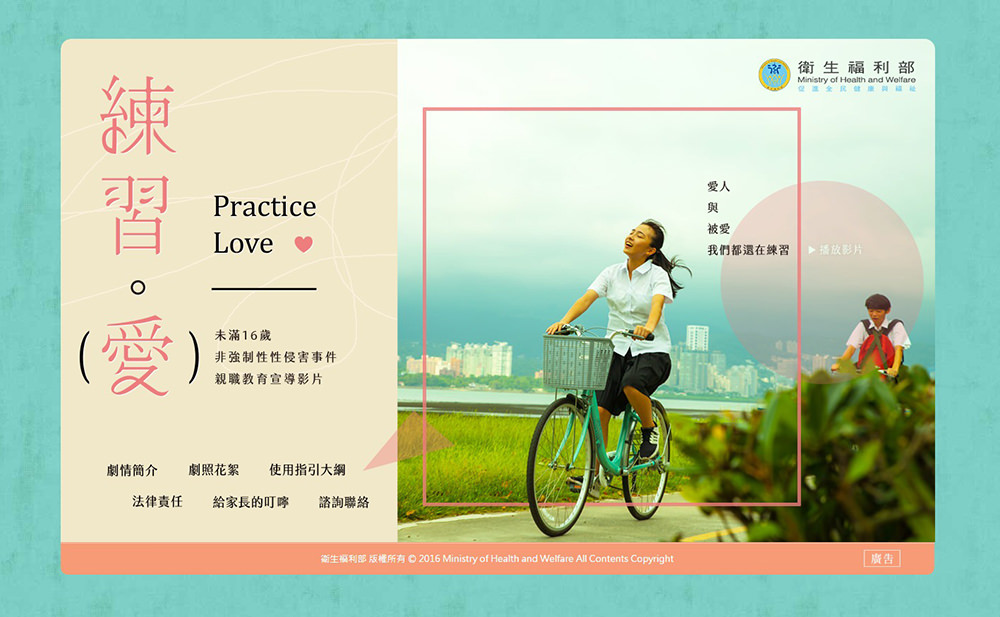 練習。(愛)
Practice
Love
未滿16歲
非強制性性侵害事件
親職教育宣導影片
劇情簡介 劇照花絮 使用指引大綱
法律責任 給家長的叮嚀 諮詢聯絡
衛生福利部
Ministry of Health and Welfare
促進全民健康與福祉
愛人
與
被愛
我們都還在練習 ▶播放影片
衛生福利部 版權所有 © 2016 Ministry of Health and Welfare All Contents Copyright
廣告